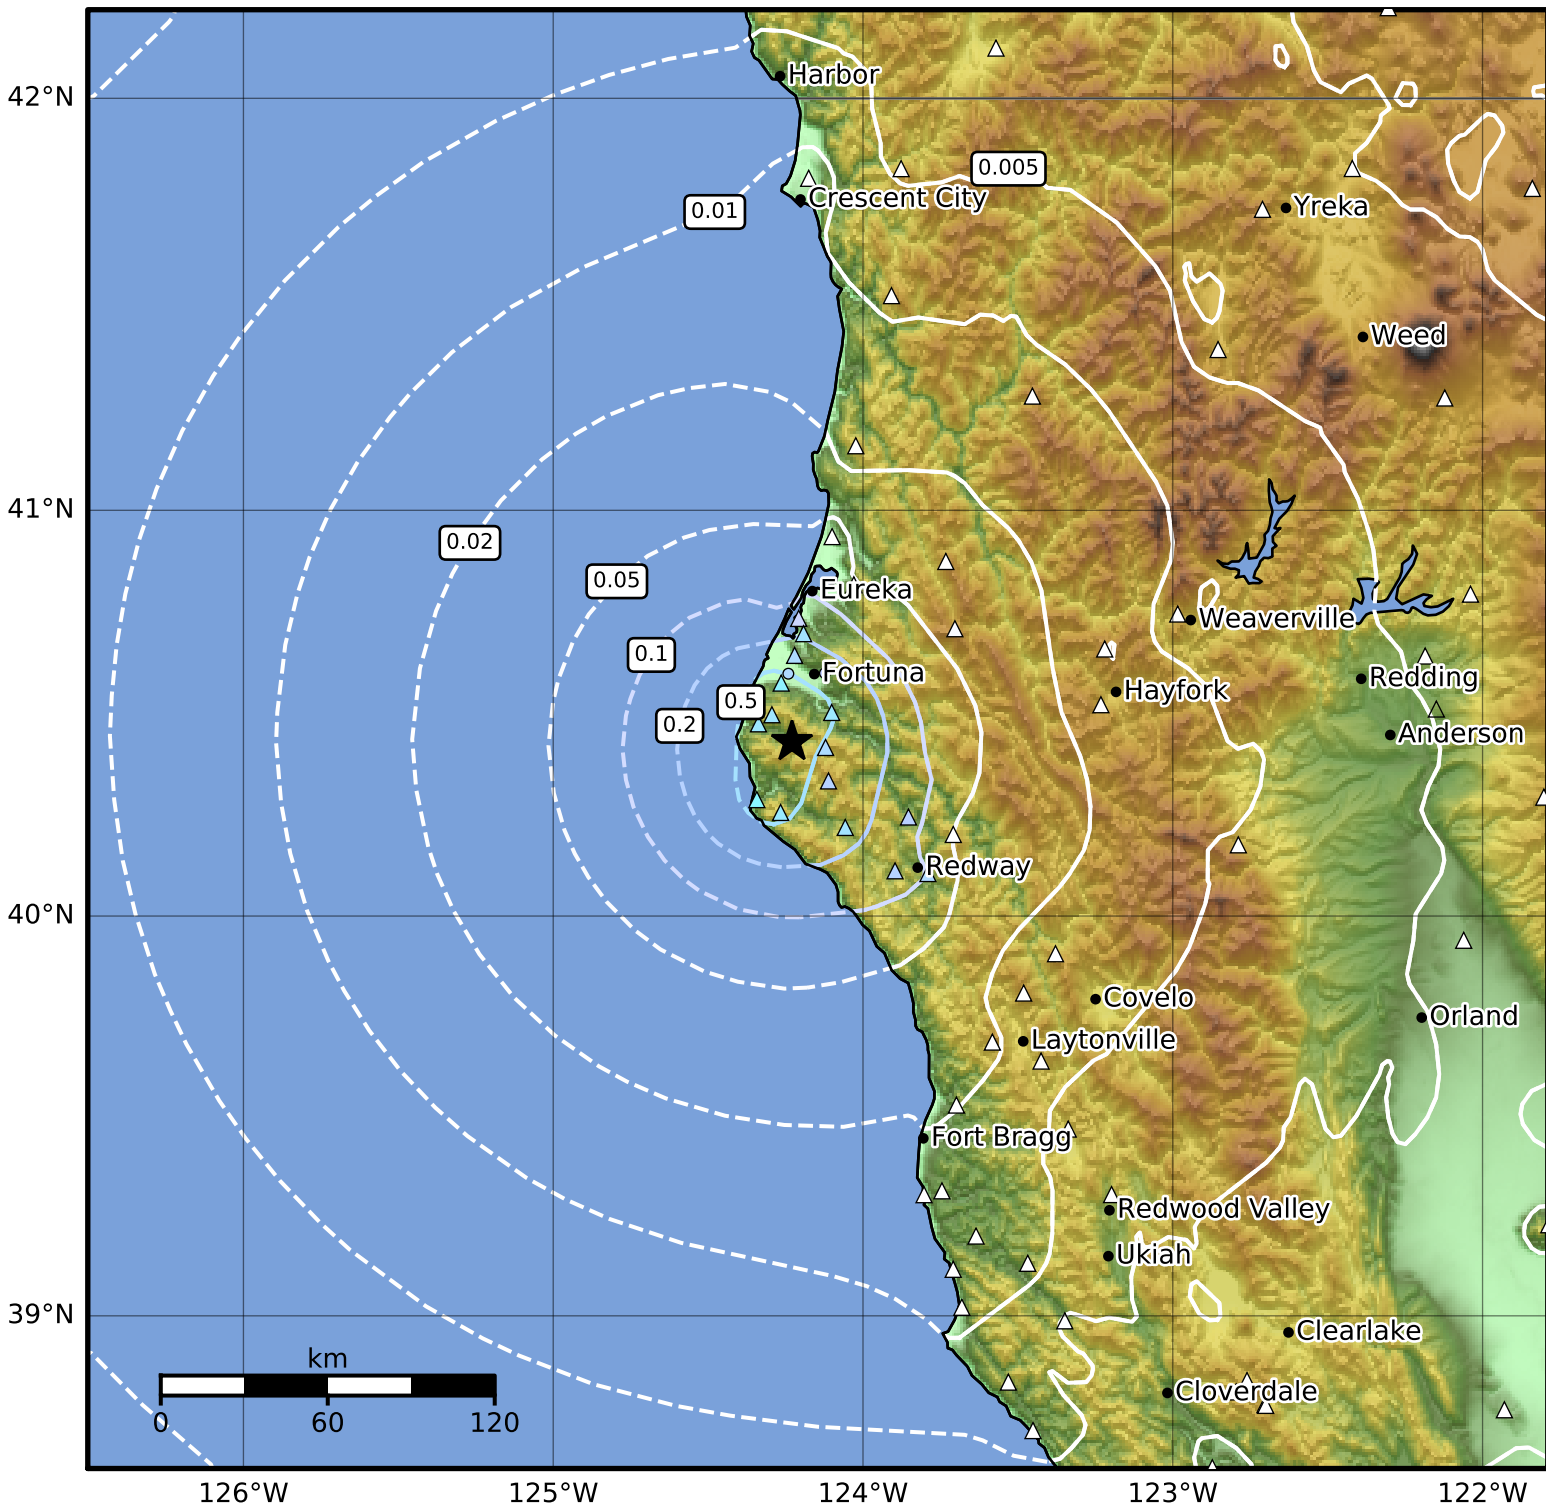 Harbor
42°N
0.005
Crescent City
Yreka
0.01
Weed
41°N
0.02
0.05
Eureka
Weaverville
0.1
Fortuna
Redding
Hayfork
0.5
0.2
Anderson
Redway
40°N
Covelo
Orland
Laytonville
Fort Bragg
Redwood Valley
Ukiah
39°N
Clearlake
km
Cloverdale
0 60 120
126°W 125°W 124°W 123°W 122°W